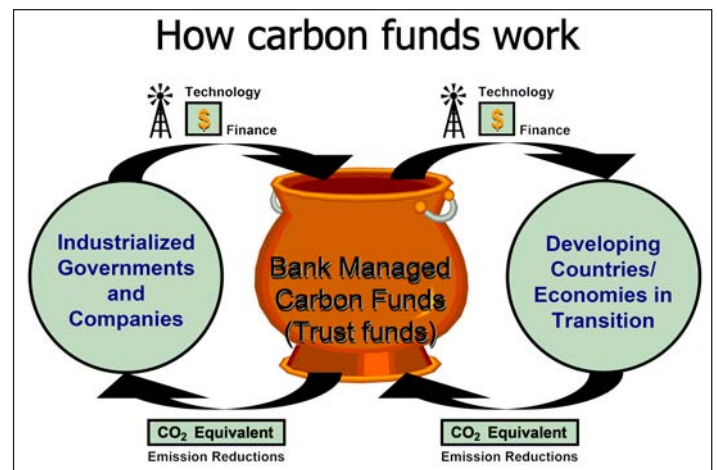 How carbon funds work
Technology
$
Finance
Technology
$
Finance
Industrialized
Governments
and
Companies
Bank Managed
Carbon Funds
(Trust funds)
Developing
Countries/
Economies in
Transition
CO₂ Equivalent
Emission Reductions
CO₂ Equivalent
Emission Reductions